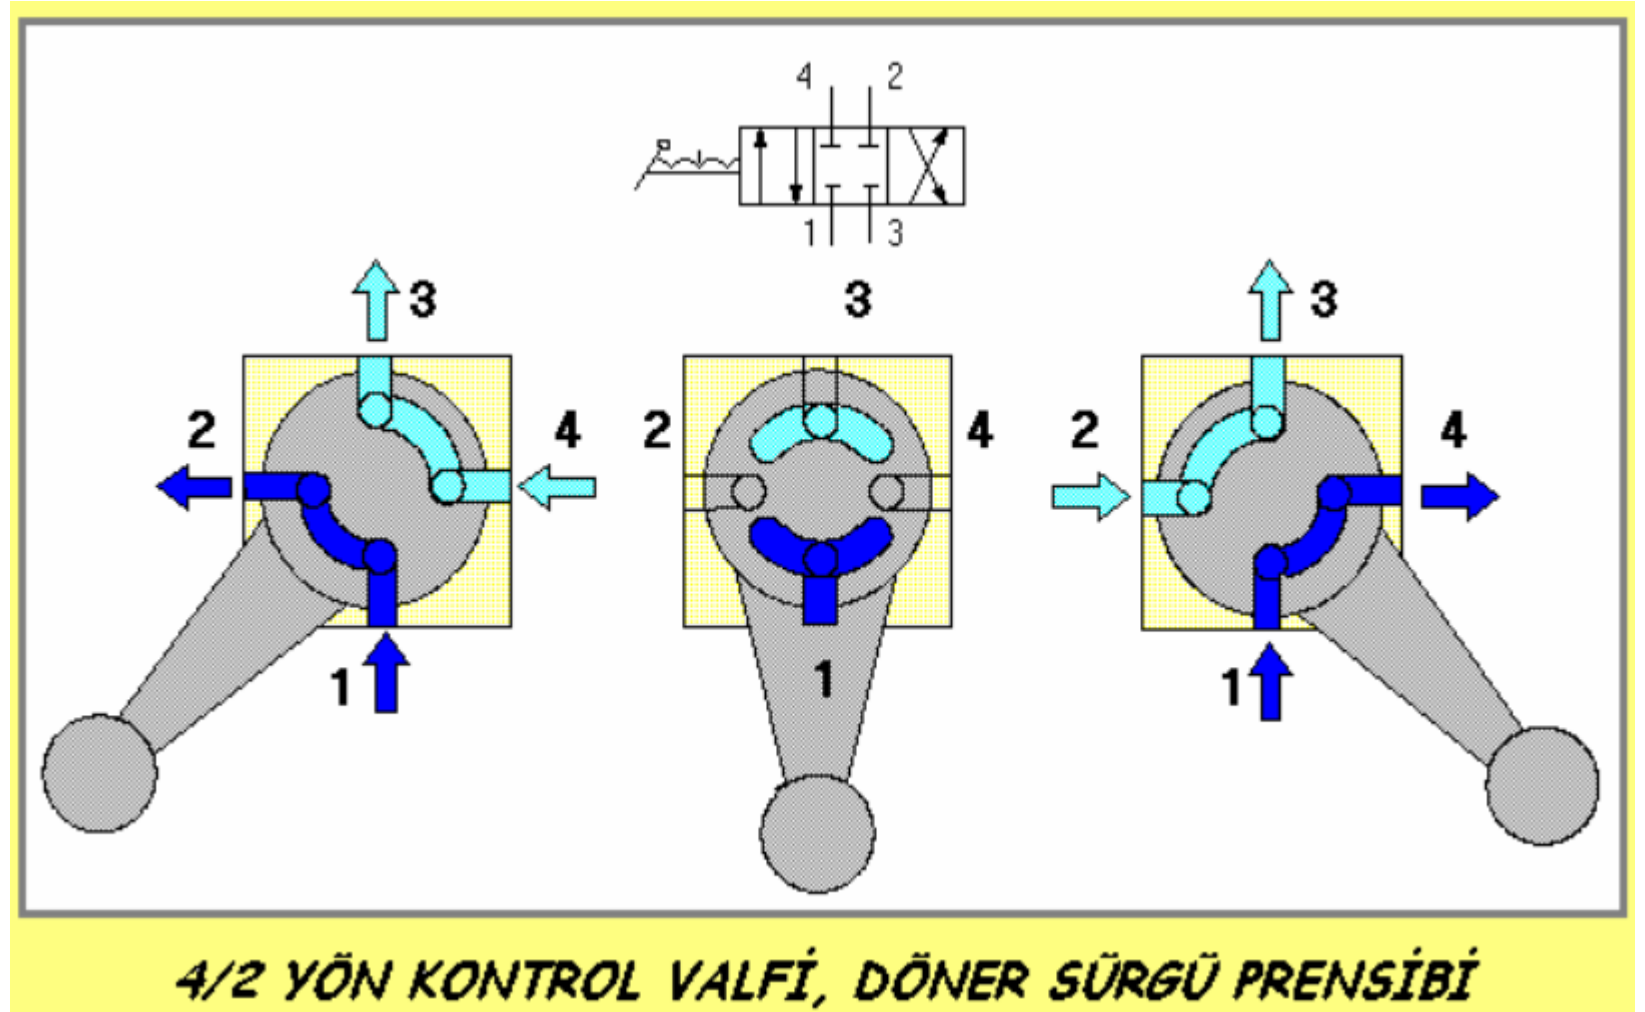 4 2
1 3
3 3 3
2 4 2 4 2 4
1 1 1
4/2 YÖN KONTROL VALFİ, DÖNER SÜRGÜ PRENSİBİ